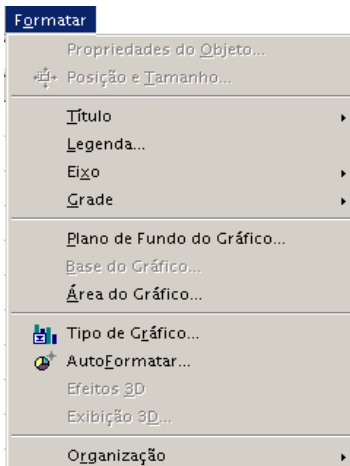 Formatar
Propriedades do Objeto...
Posição e Tamanho...
Título
Legenda...
Eixo
Grade
Plano de Fundo do Gráfico...
Base do Gráfico...
Área do Gráfico...
Tipo de Gráfico...
AutoFormatar...
Efeitos 3D
Exibição 3D...
Organização